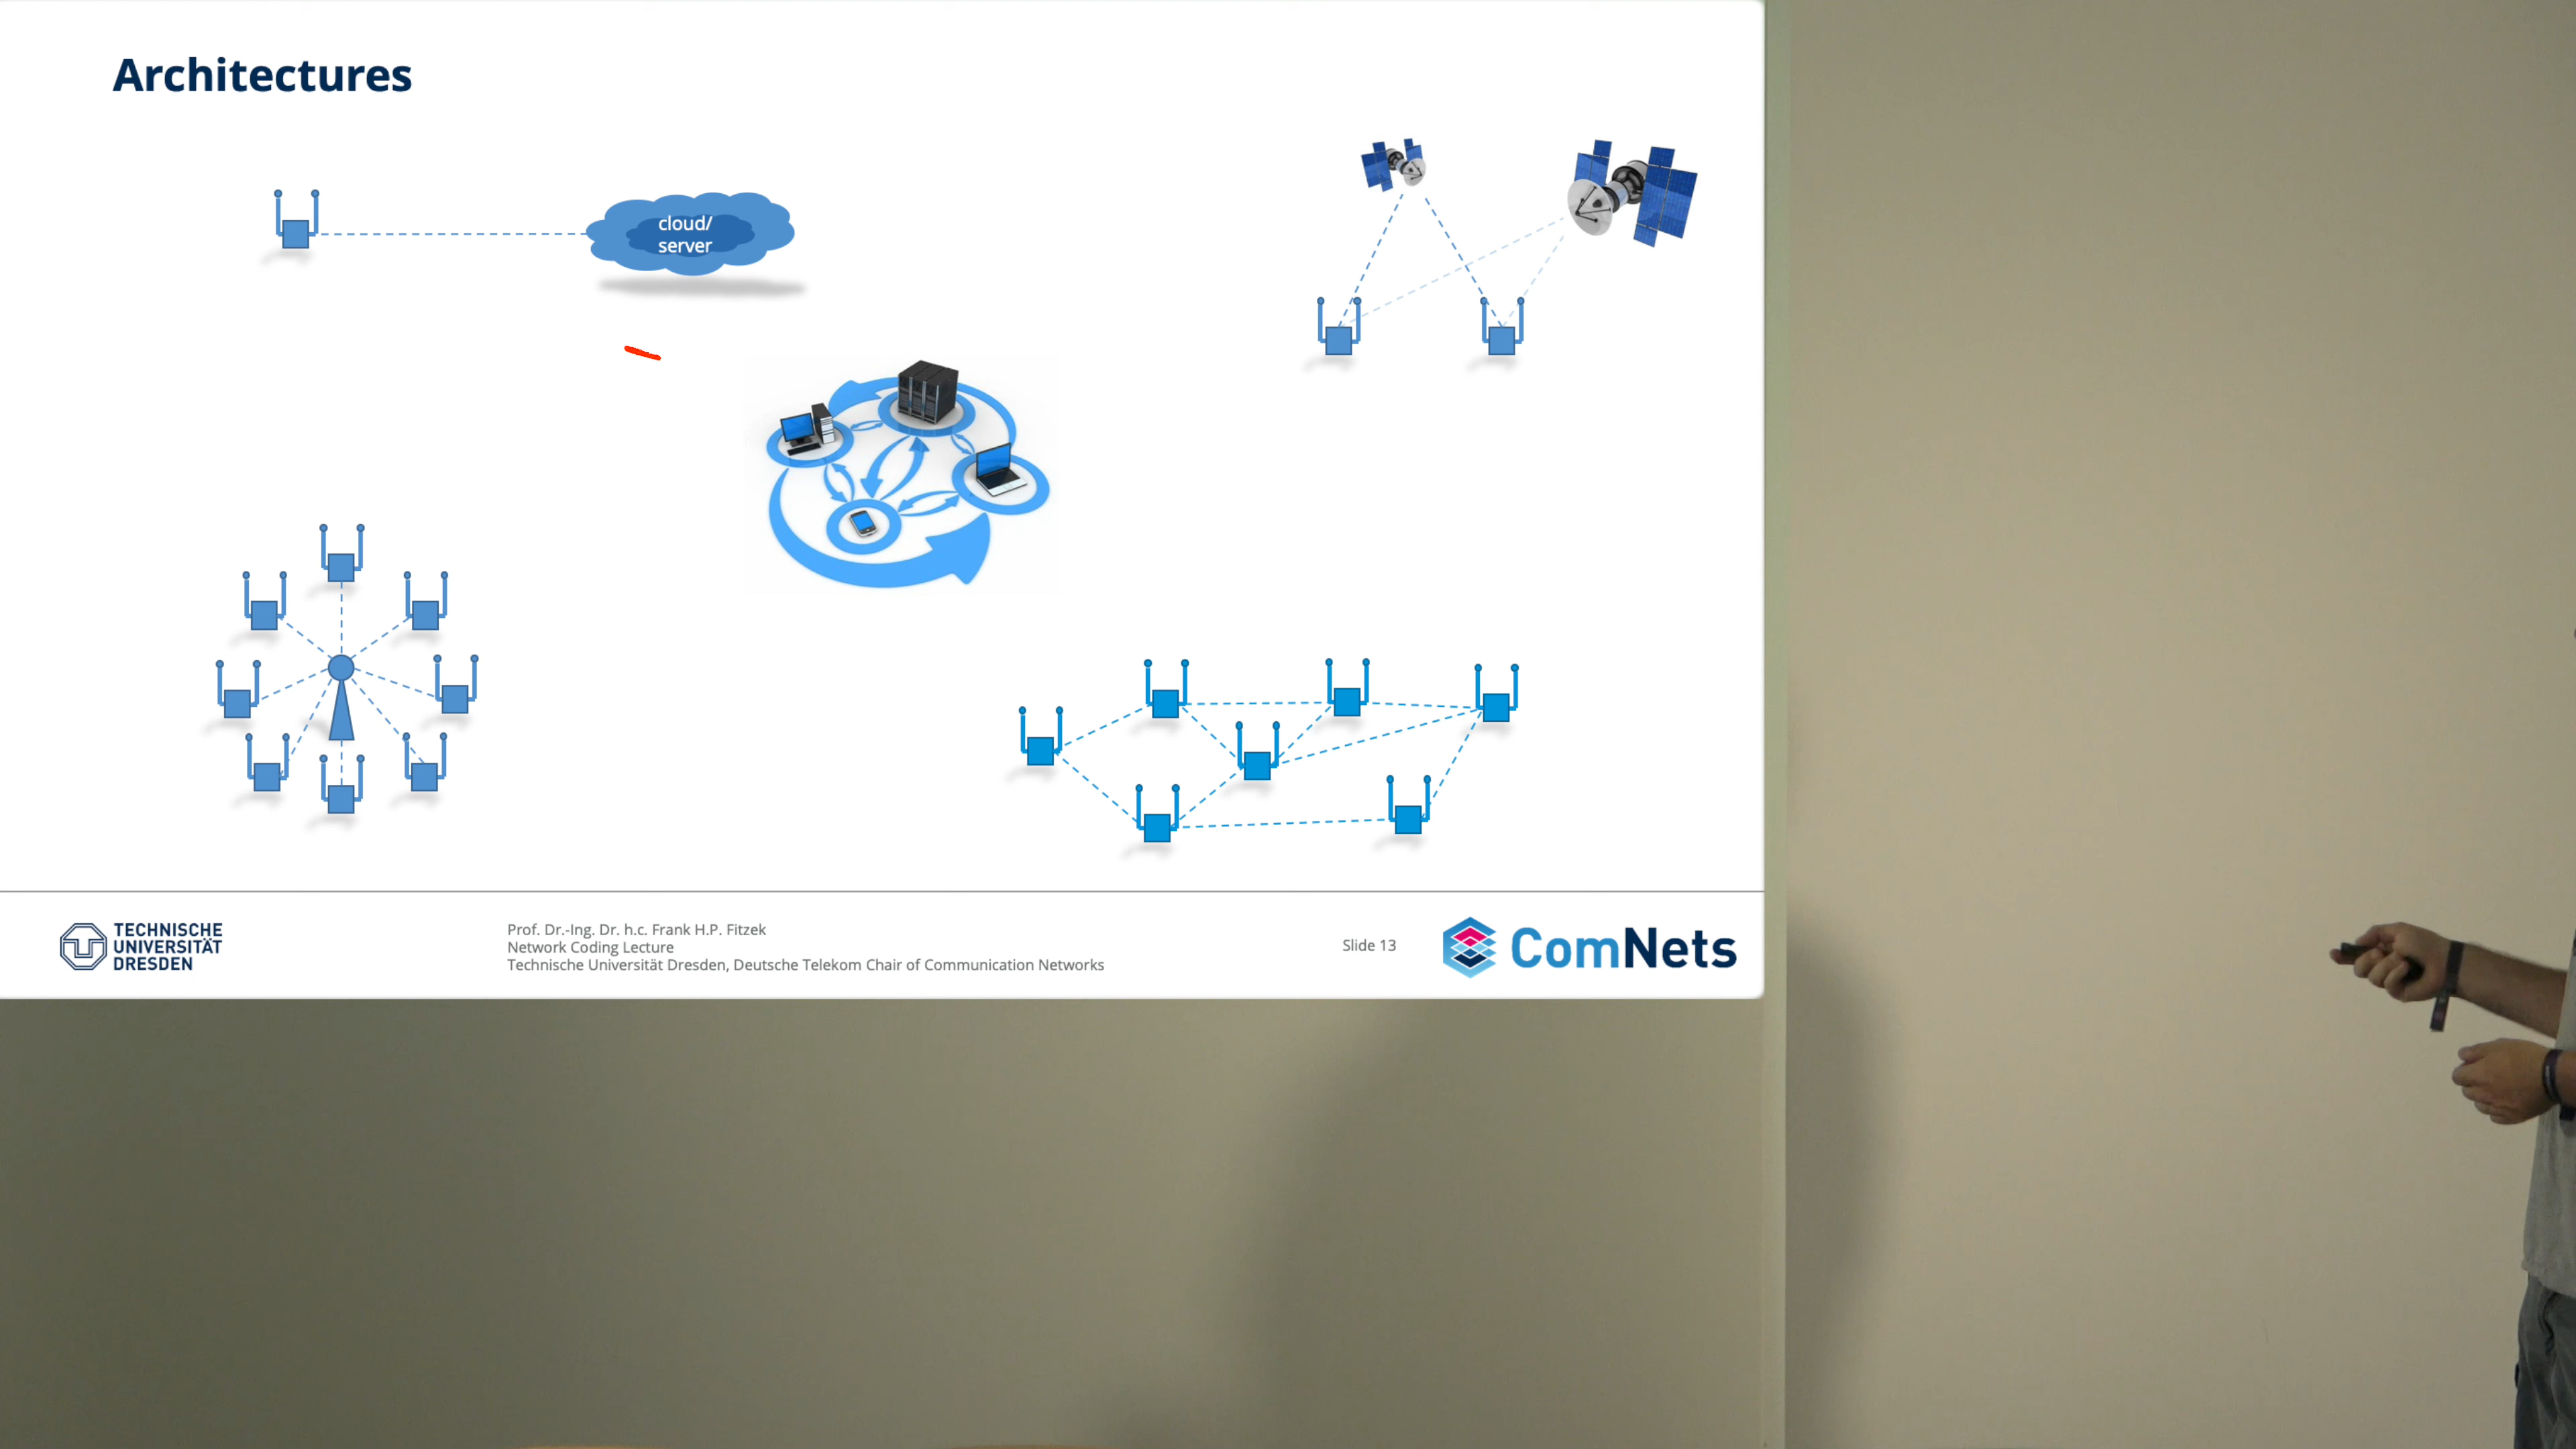 Architectures
cloud/
server
TECHNISCHE
UNIVERSITÄT
DRESDEN
Prof. Dr.-Ing. Dr. h.c. Frank H.P. Fitzek
Network Coding Lecture
Technische Universität Dresden, Deutsche Telekom Chair of Communication Networks
Slide 13
ComNets